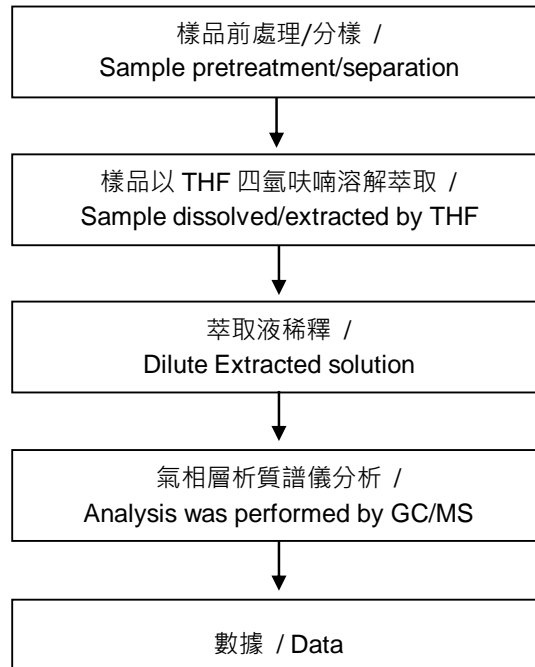 樣品前處理/分樣 /
Sample pretreatment/separation
樣品以 THF 四氫呋喃溶解萃取 /
Sample dissolved/extracted by THF
萃取液稀釋 /
Dilute Extracted solution
氣相層析質譜儀分析 /
Analysis was performed by GC/MS
數據 / Data